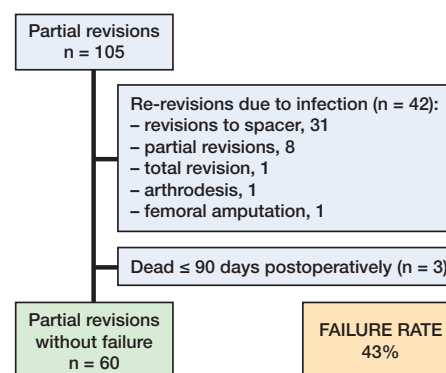 Partial revisions
n = 105
Re-revisions due to infection (n = 42):
– revisions to spacer, 31
– partial revisions, 8
– total revision, 1
– arthrodesis, 1
– femoral amputation, 1
Dead ≤ 90 days postoperatively (n = 3)
Partial revisions
without failure
n = 60
FAILURE RATE
43%